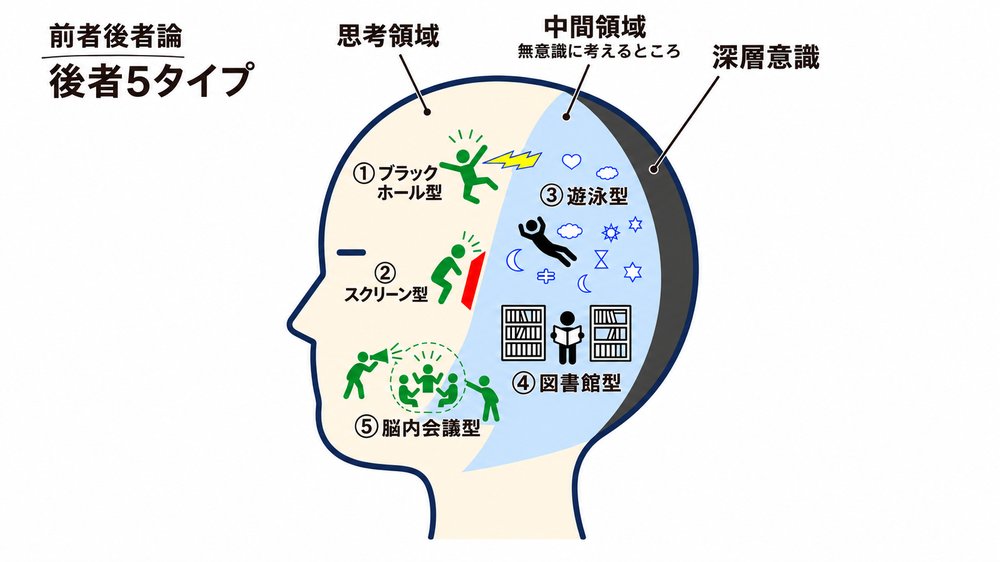 前者後者論
後者5タイプ
思考領域
中間領域
無意識に考えるところ
深層意識
①ブラック
ホール型
③遊泳型
②
スクリーン型
④図書館型
⑤脳内会議型